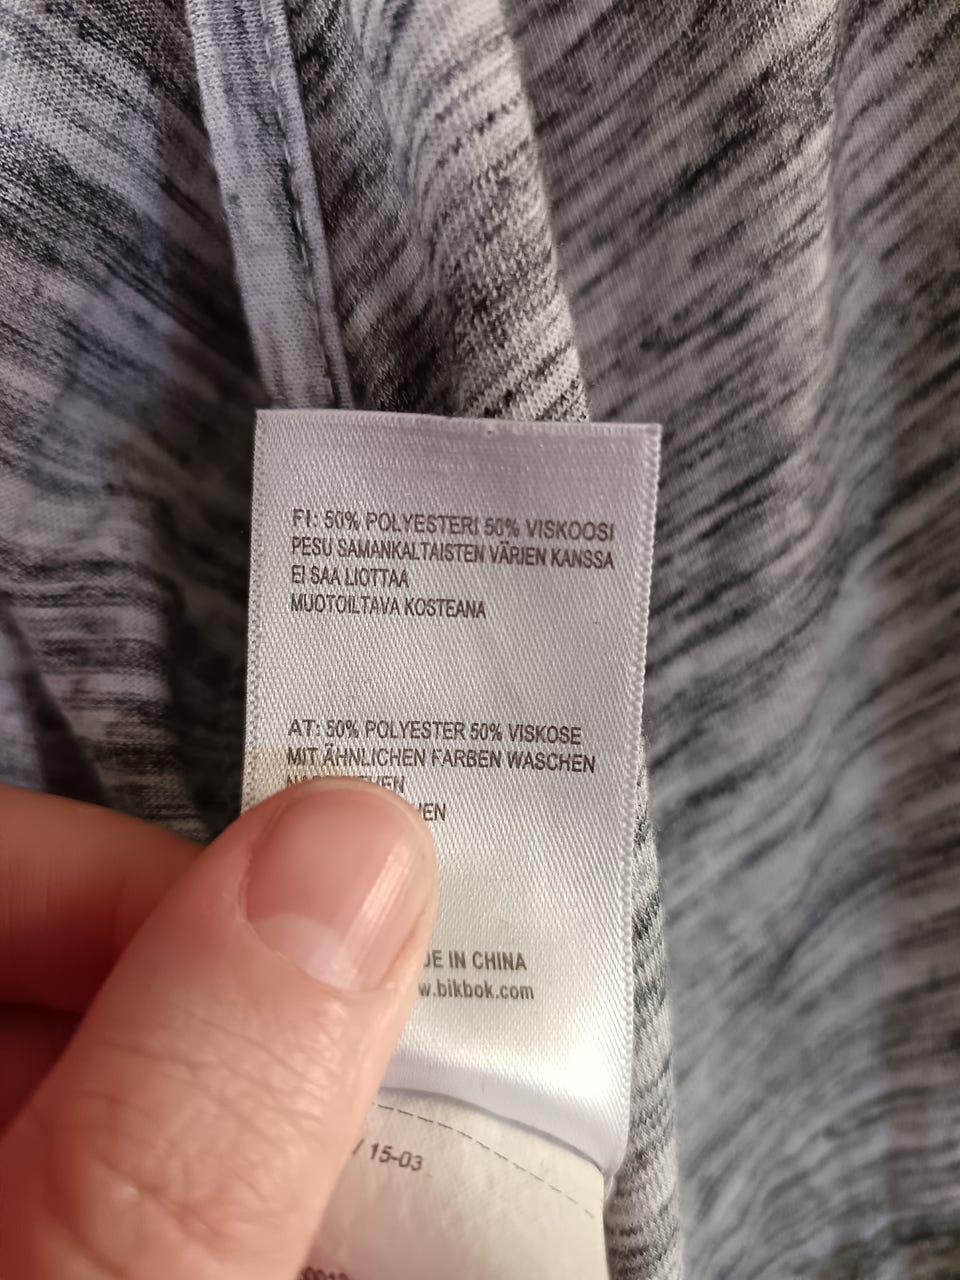 FI: 50% POLYESTERI 50% VISKOOSI
PESU SAMANKALTAISTEN VÄRIEN KANSSA
EI SAA LIOTTAA
MUOTOILTAVA KOSTEANA
AT: 50% POLYESTER 50% VISKOSE
MIT ÄHNLICHEN FARBEN WASCHEN
IN CHINA
.bikbok.com
/ 15-03